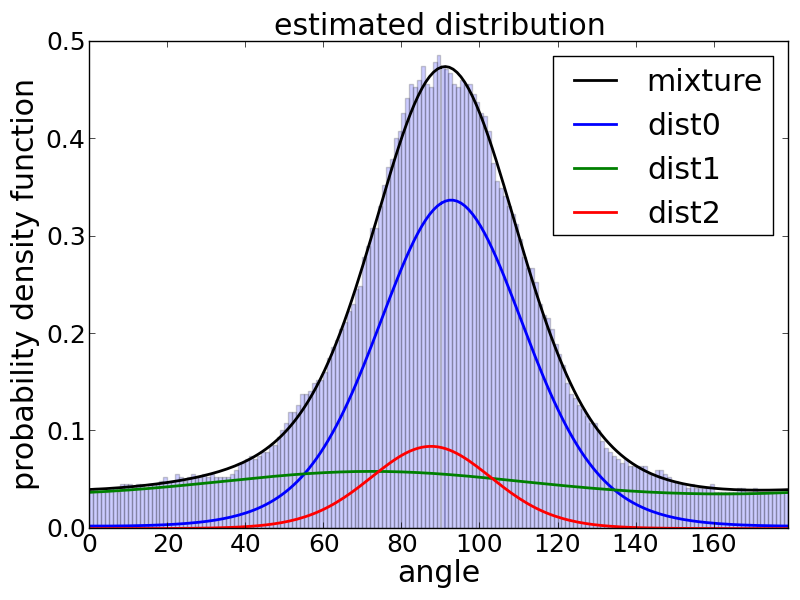 estimated distribution
probability density function
0.5
0.4
0.3
0.2
0.1
0.0
mixture
dist0
dist1
dist2
0 20 40 60 80 100 120 140 160
angle